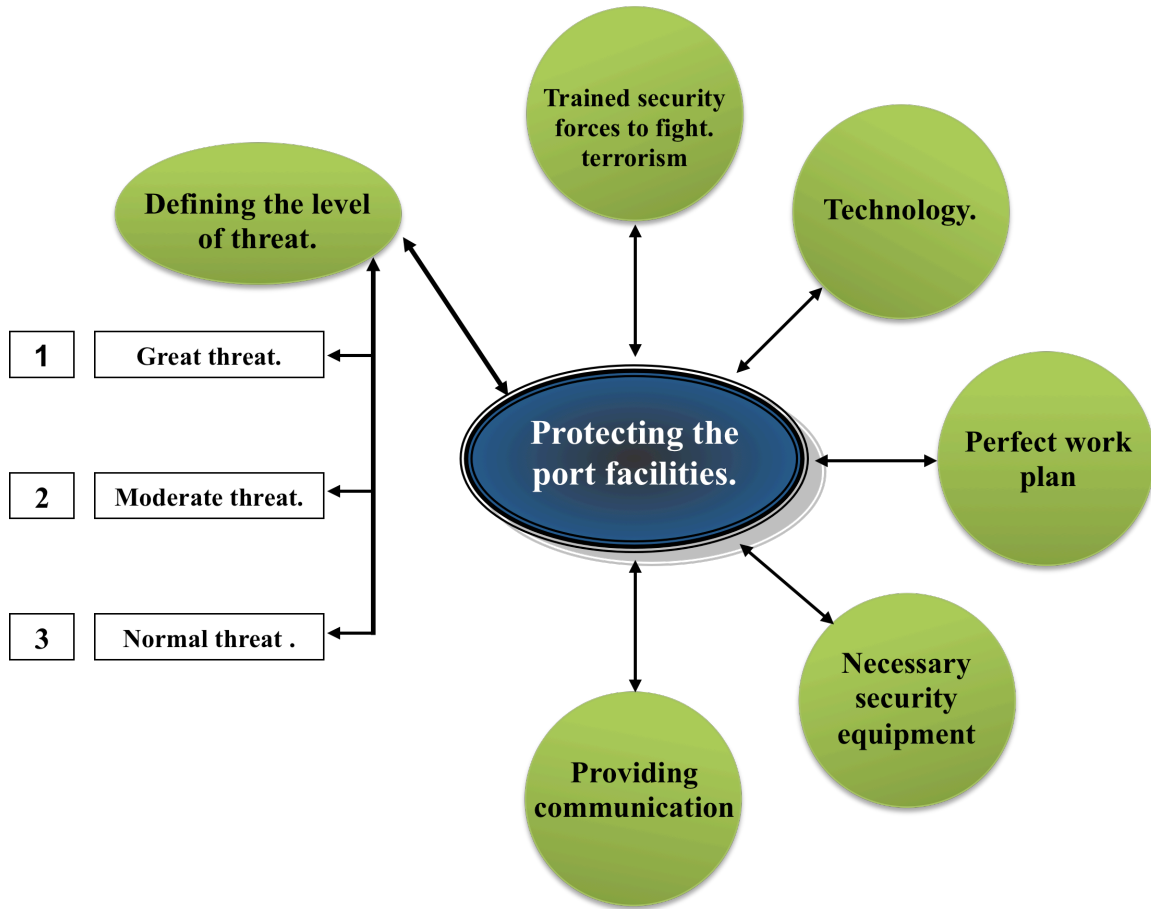 Trained security
forces to fight.
terrorism
Defining the level
of threat.
Technology.
1
Great threat.
2
Moderate threat.
3
Normal threat .
Protecting the
port facilities.
Perfect work
plan
Necessary
security
equipment
Providing
communication